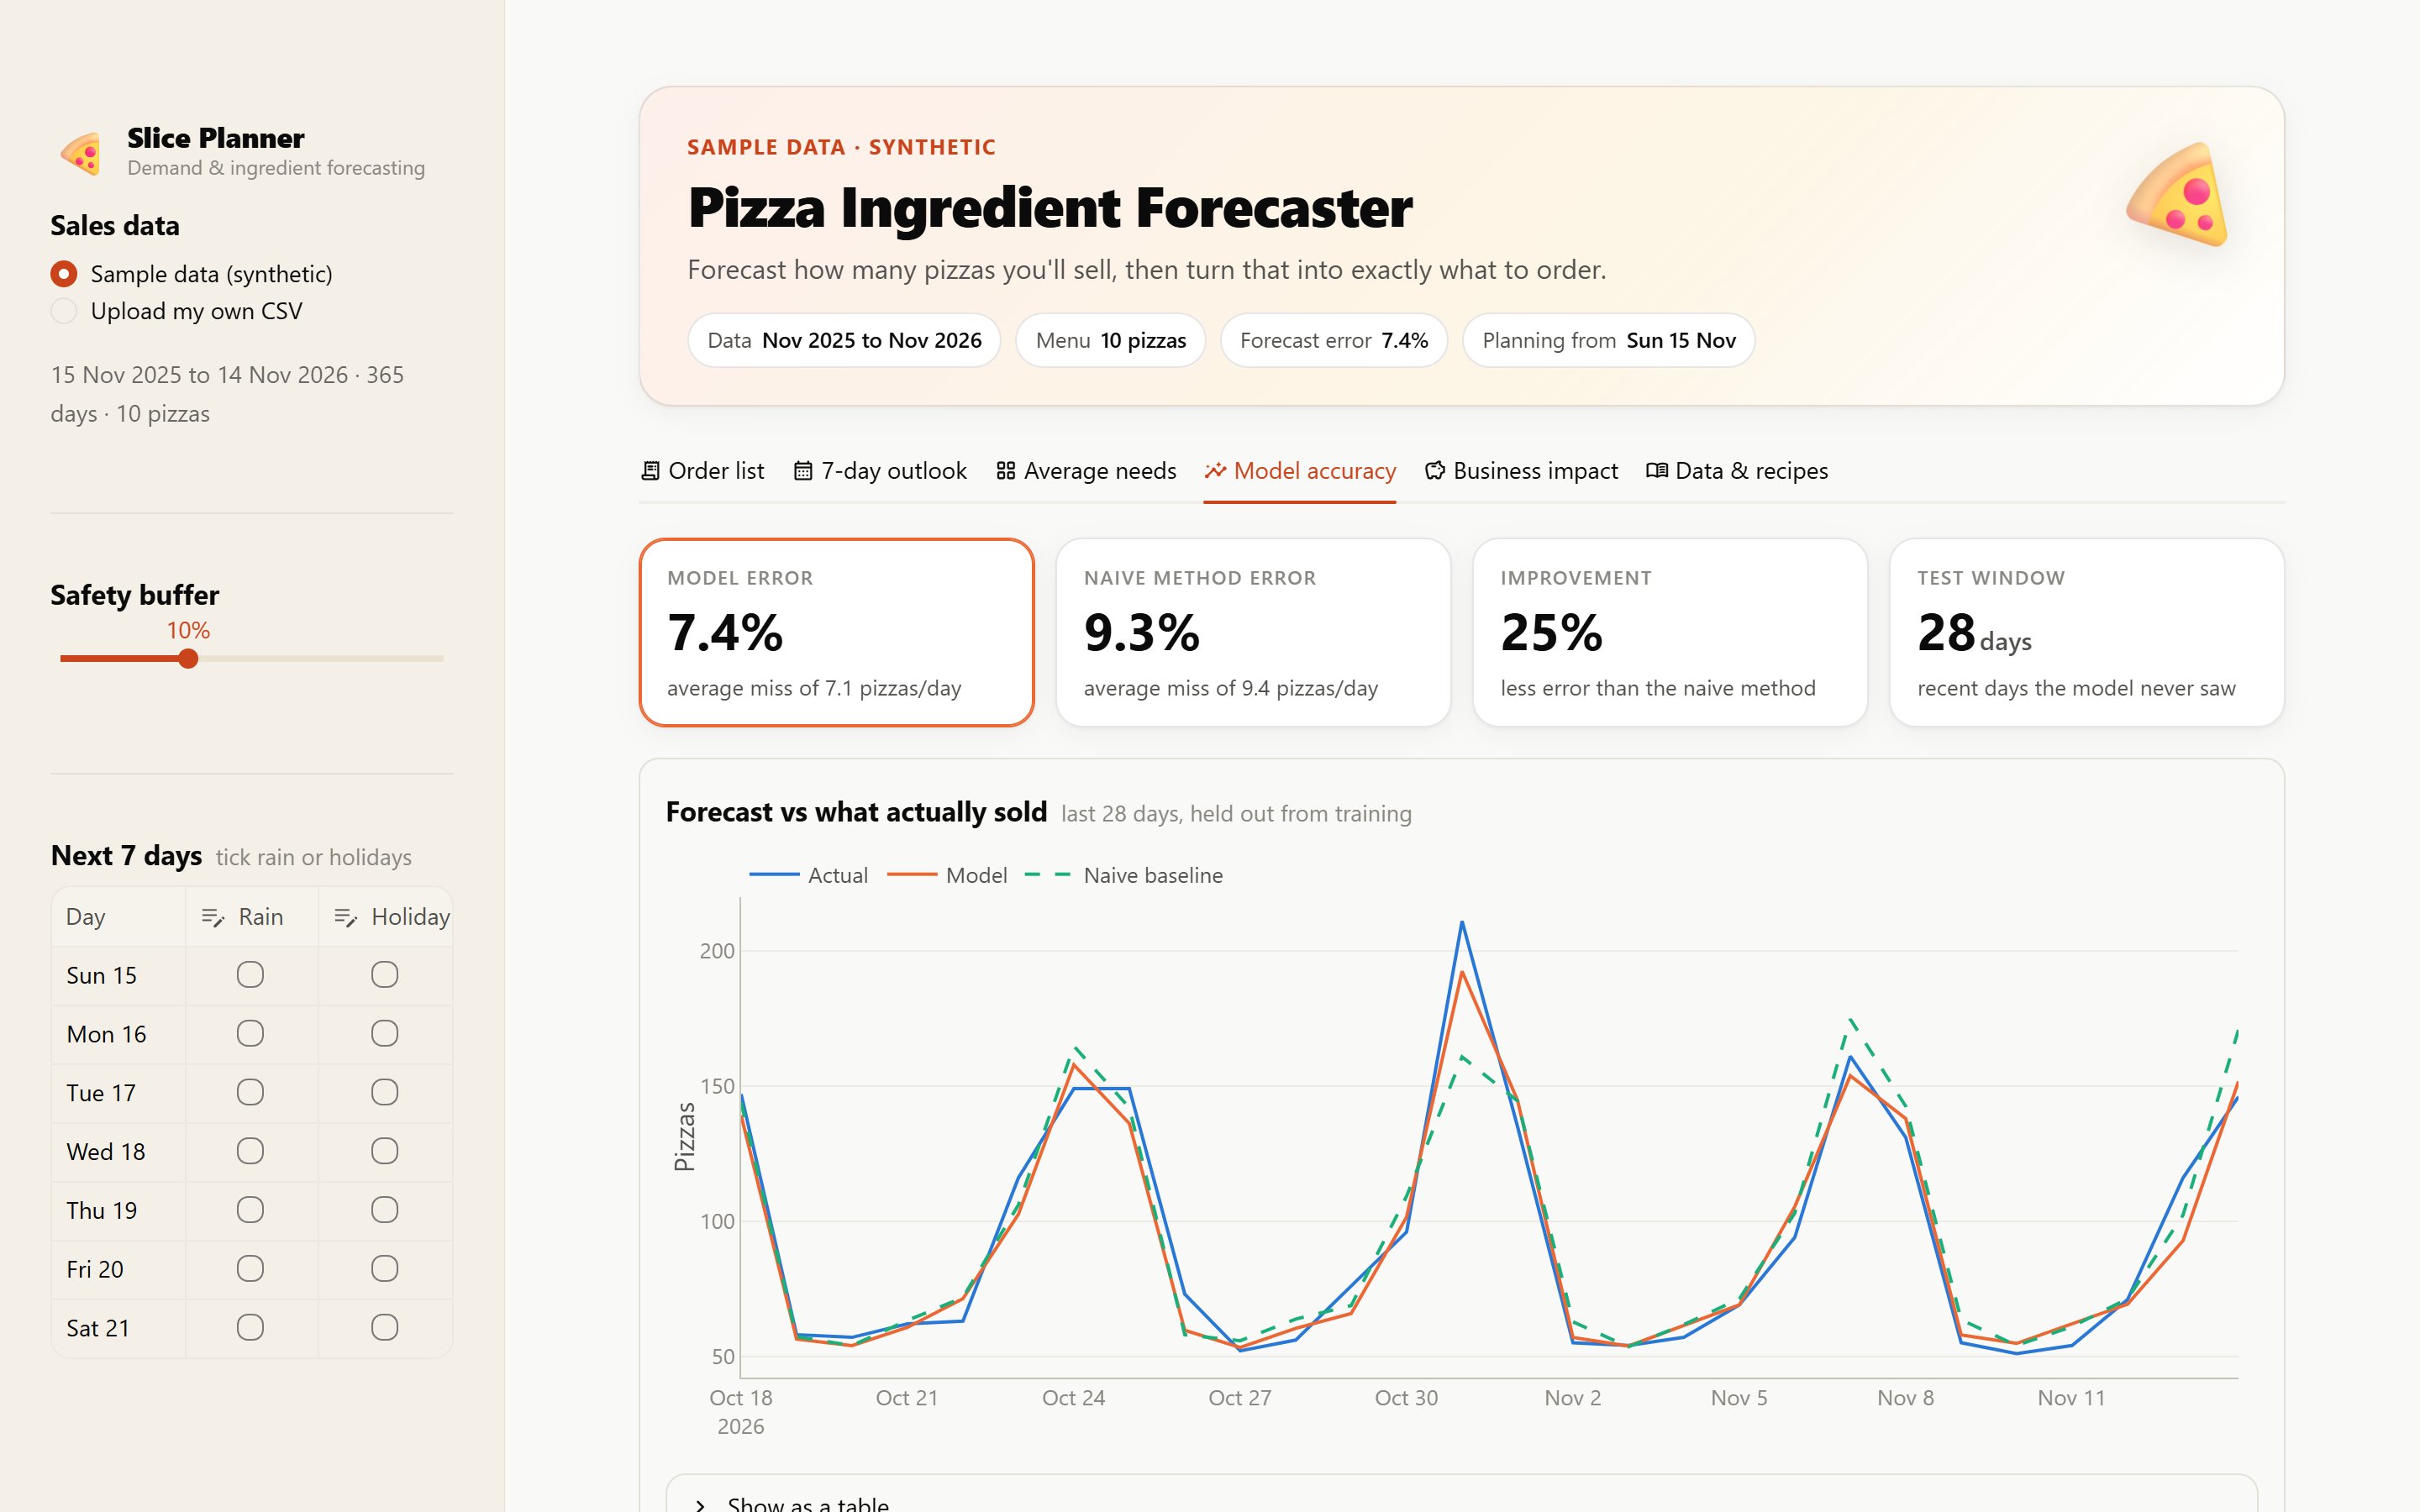 Slice Planner
Demand & ingredient forecasting
Sales data
Sample data (synthetic)
Upload my own CSV
15 Nov 2025 to 14 Nov 2026 · 365
days · 10 pizzas
Safety buffer
10%
Next 7 days tick rain or holidays
Day Rain Holiday
Sun 15
Mon 16
Tue 17
Wed 18
Thu 19
Fri 20
Sat 21
SAMPLE DATA · SYNTHETIC
Pizza Ingredient Forecaster
Forecast how many pizzas you'll sell, then turn that into exactly what to order.
Data Nov 2025 to Nov 2026 Menu 10 pizzas Forecast error 7.4% Planning from Sun 15 Nov
Order list 7-day outlook Average needs Model accuracy Business impact Data & recipes
MODEL ERROR
7.4%
average miss of 7.1 pizzas/day
NAIVE METHOD ERROR
9.3%
average miss of 9.4 pizzas/day
IMPROVEMENT
25%
less error than the naive method
TEST WINDOW
28 days
recent days the model never saw
Forecast vs what actually sold last 28 days, held out from training
Actual Model Naive baseline
Pizzas
200
150
100
50
Oct 18 Oct 21 Oct 24 Oct 27 Oct 30 Nov 2 Nov 5 Nov 8 Nov 11
2026
Show as a table